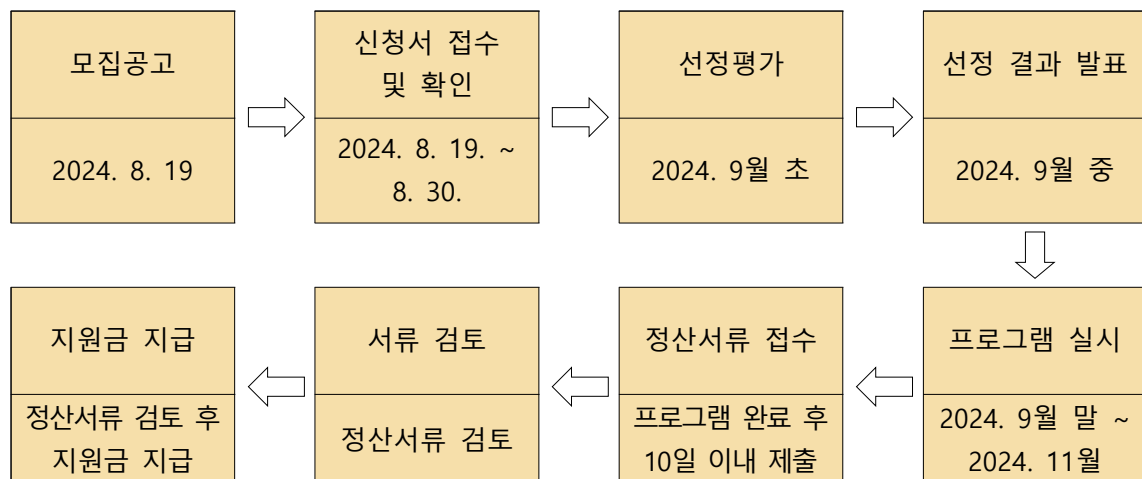 모집공고
2024. 8. 19
신청서 접수
및 확인
2024. 8. 19. ~
8. 30.
선정평가
2024. 9월 초
선정 결과 발표
2024. 9월 중
프로그램 실시
2024. 9월 말 ~
2024. 11월
정산서류 접수
프로그램 완료 후
10일 이내 제출
서류 검토
정산서류 검토
지원금 지급
정산서류 검토 후
지원금 지급